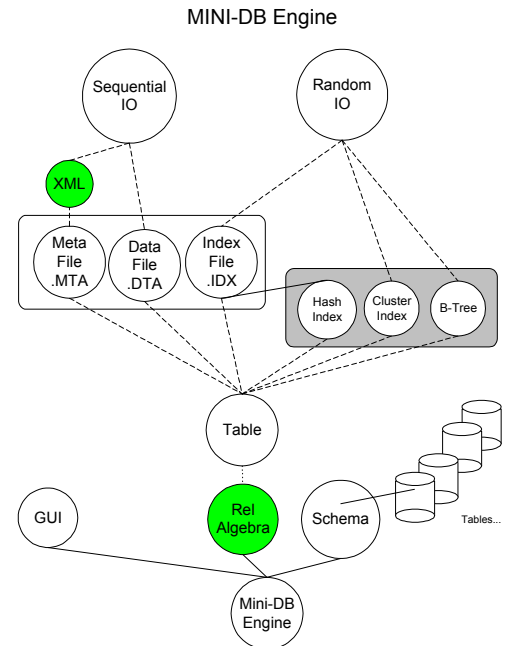 MINI-DB Engine
Sequential
IO
Random
IO
XML
Meta
File
.MTA
Data
File
.DTA
Index
File
.IDX
Hash
Index
Cluster
Index
B-Tree
Table
GUI
Rel
Algebra
Schema
Tables...
Mini-DB
Engine